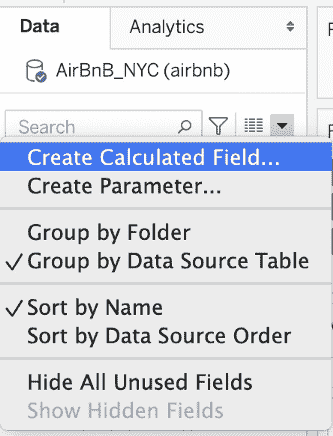 Data
Analytics
AirBnB_NYC (airbnb)
Search
Create Calculated Field...
Create Parameter...
Group by Folder
Group by Data Source Table
Sort by Name
Sort by Data Source Order
Hide All Unused Fields
Show Hidden Fields